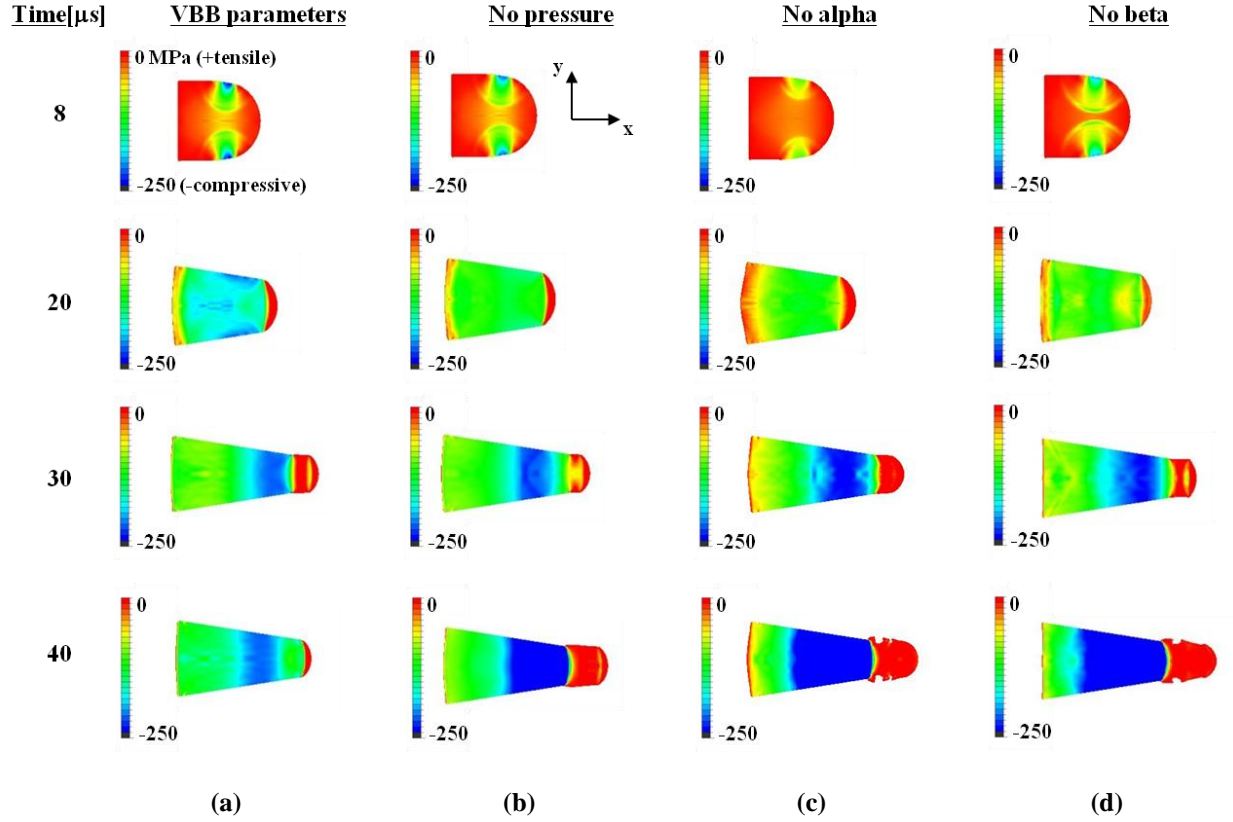 Time[μs] VBB parameters No pressure No alpha No beta
0 MPa (+tensile) 0 0 0
y
8
x
-250 (-compressive) -250 -250 -250
0 0 0 0
20
-250 -250 -250 -250
0 0 0 0
30
-250 -250 -250 -250
0 0 0 0
40
-250 -250 -250 -250
(a) (b) (c) (d)